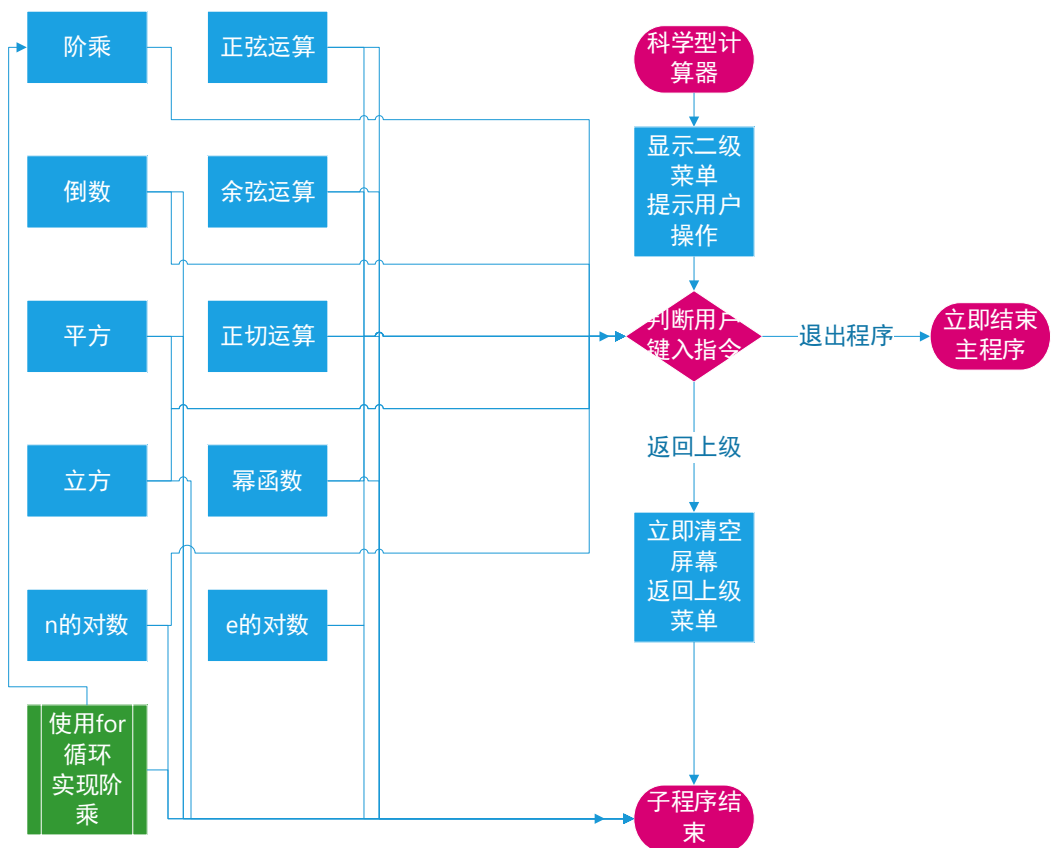 阶乘
正弦运算
科学型计
算器
倒数
余弦运算
显示二级
菜单
提示用户
操作
平方
正切运算
判断用户
键入指令
退出程序
立即结束
主程序
立方
幂函数
返回上级
立即清空
屏幕
返回上级
菜单
n的对数
e的对数
使用for
循环
实现阶
乘
子程序结
束